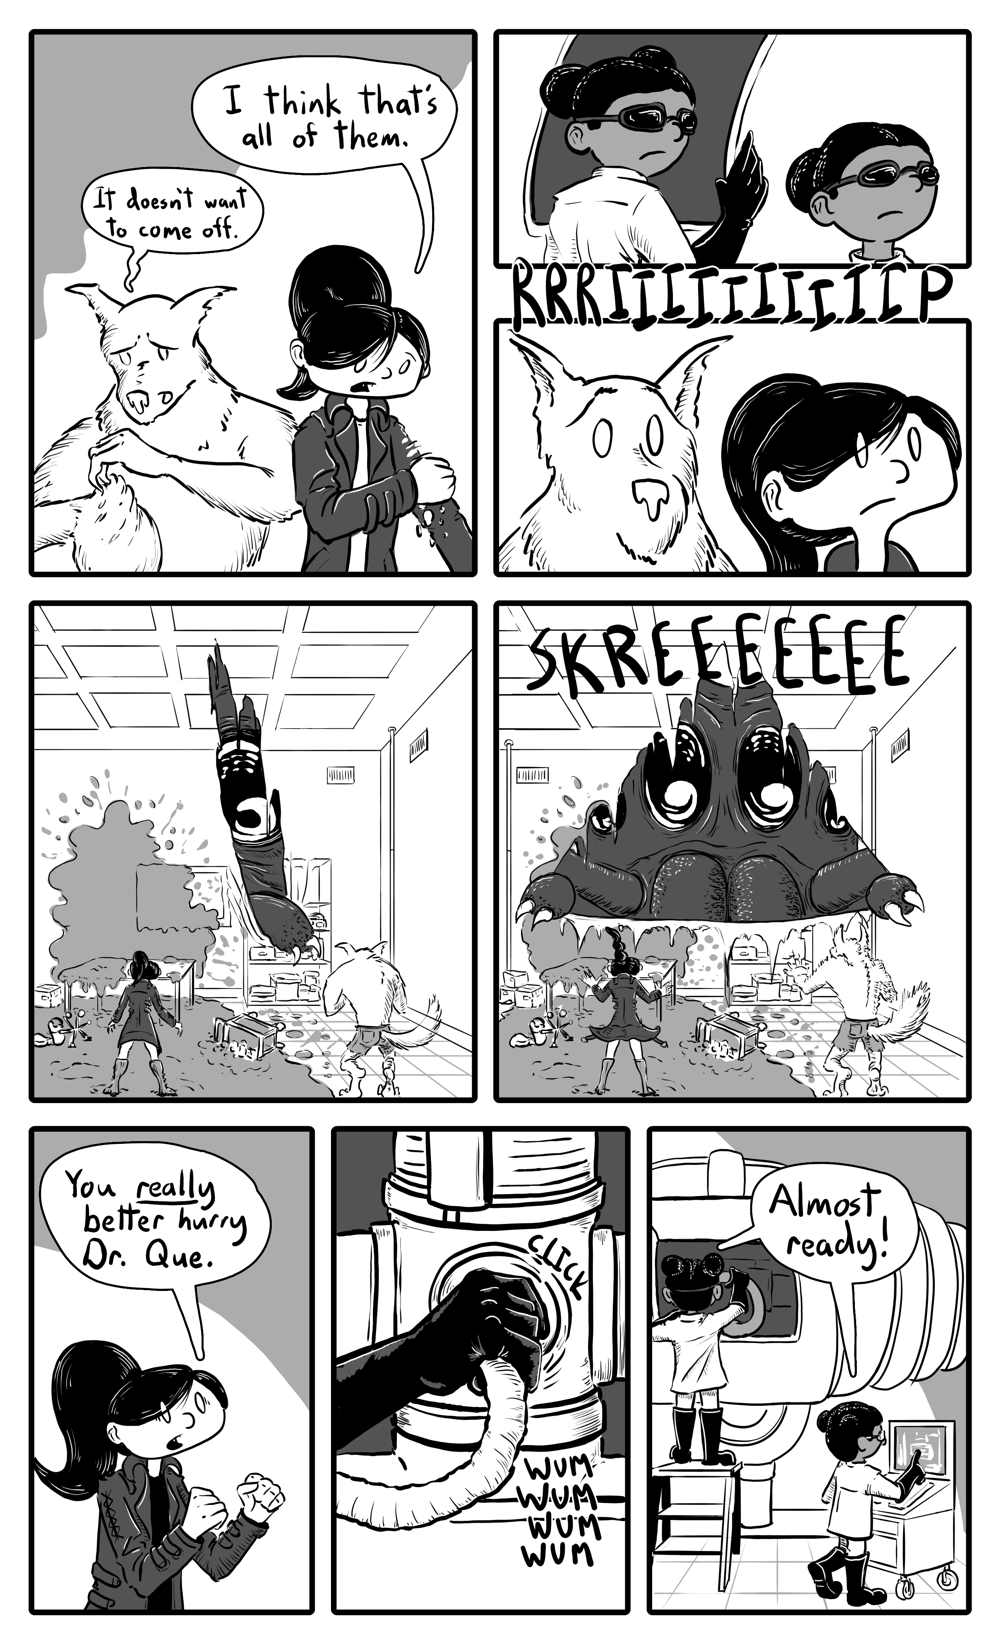 I think that's
all of them.
It doesn't want
to come off.
RRRIIIIIIIIIIP
SKREEEEEEE
You really
better hurry
Dr. Que.
CLICK
WUM
WUM
WUM
WUM
Almost
ready!